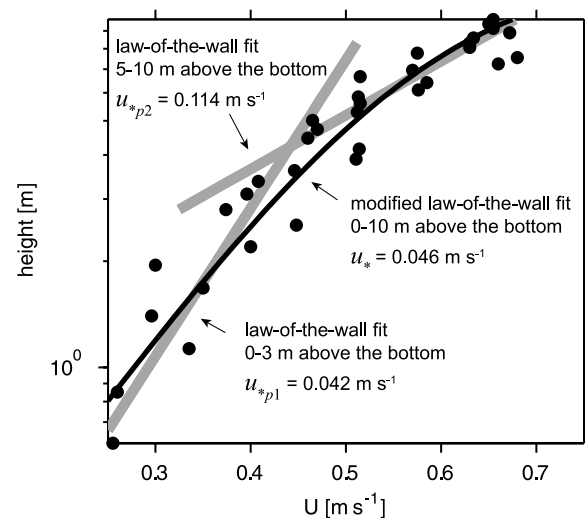 law-of-the-wall fit
5-10 m above the bottom
u*p2 = 0.114 m s⁻¹
modified law-of-the-wall fit
0-10 m above the bottom
u* = 0.046 m s⁻¹
law-of-the-wall fit
0-3 m above the bottom
u*p1 = 0.042 m s⁻¹
height [m]
10⁰
0.3 0.4 0.5 0.6 0.7
U [m s⁻¹]